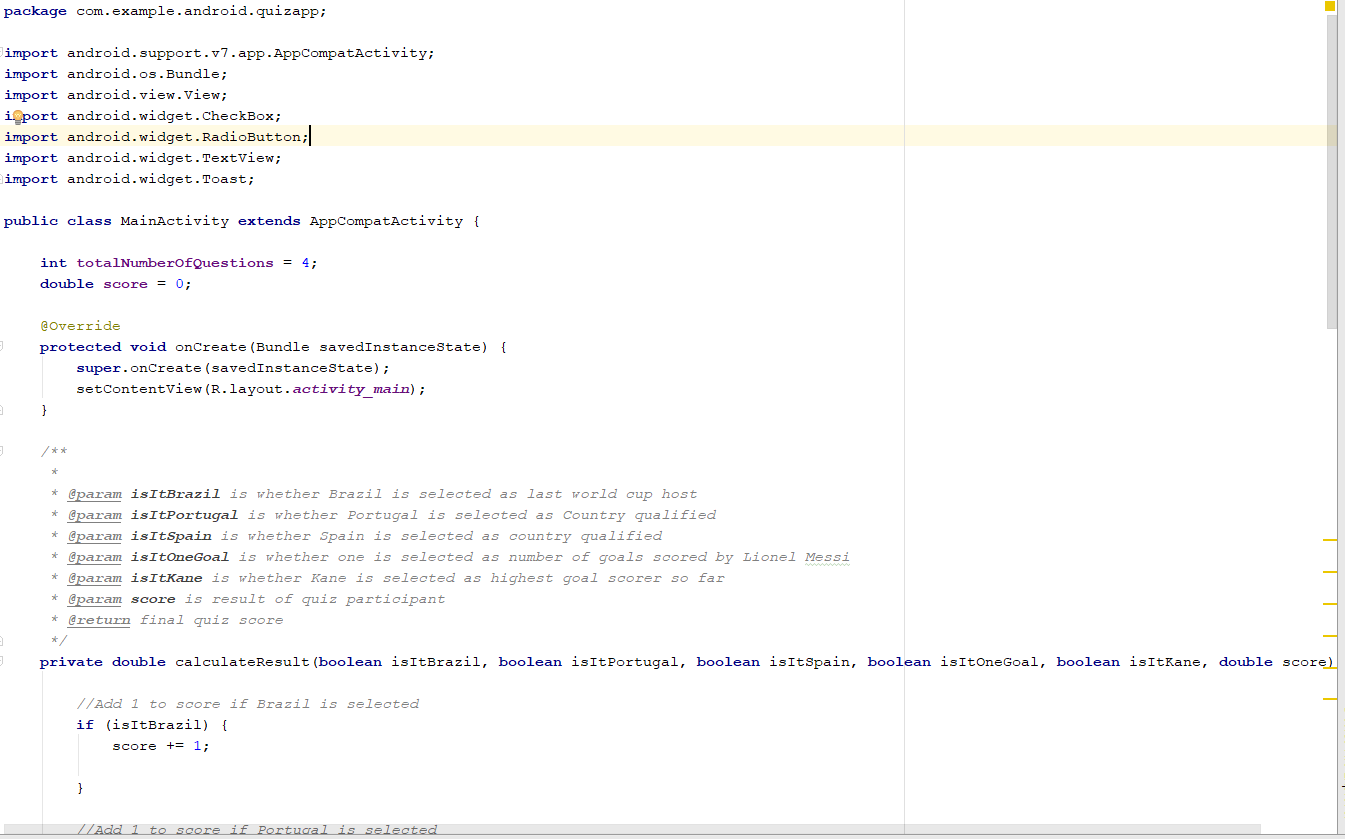 package com.example.android.quizapp;
import android.support.v7.app.AppCompatActivity;
import android.os.Bundle;
import android.view.View;
import android.widget.CheckBox;
import android.widget.RadioButton;
import android.widget.TextView;
import android.widget.Toast;
public class MainActivity extends AppCompatActivity {
int totalNumberOfQuestions = 4;
double score = 0;
@Override
protected void onCreate(Bundle savedInstanceState) {
super.onCreate(savedInstanceState);
setContentView(R.layout.activity_main);
}
/**
*
* @param isItBrazil is whether Brazil is selected as last world cup host
* @param isItPortugal is whether Portugal is selected as Country qualified
* @param isItSpain is whether Spain is selected as country qualified
* @param isItOneGoal is whether one is selected as number of goals scored by Lionel Messi
* @param isItKane is whether Kane is selected as highest goal scorer so far
* @param score is result of quiz participant
* @return final quiz score
*/
private double calculateResult(boolean isItBrazil, boolean isItPortugal, boolean isItSpain, boolean isItOneGoal, boolean isItKane, double score)
//Add 1 to score if Brazil is selected
if (isItBrazil) {
score += 1;
}
//Add 1 to score if Portugal is selected